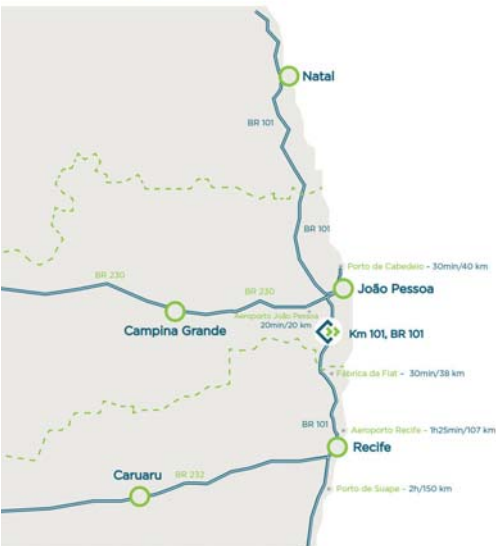 Natal
BR 101
BR 101
Porto de Cabedelo - 30min/40 km
BR 230
BR 230
João Pessoa
Aeroporto João Pessoa
20min/20 km
Campina Grande
Km 101, BR 101
Fábrica da Fiat - 30min/38 km
BR 101
Aeroporto Recife - 1h25min/107 km
Recife
Caruaru
BR 232
Porto de Suape - 2h/150 km